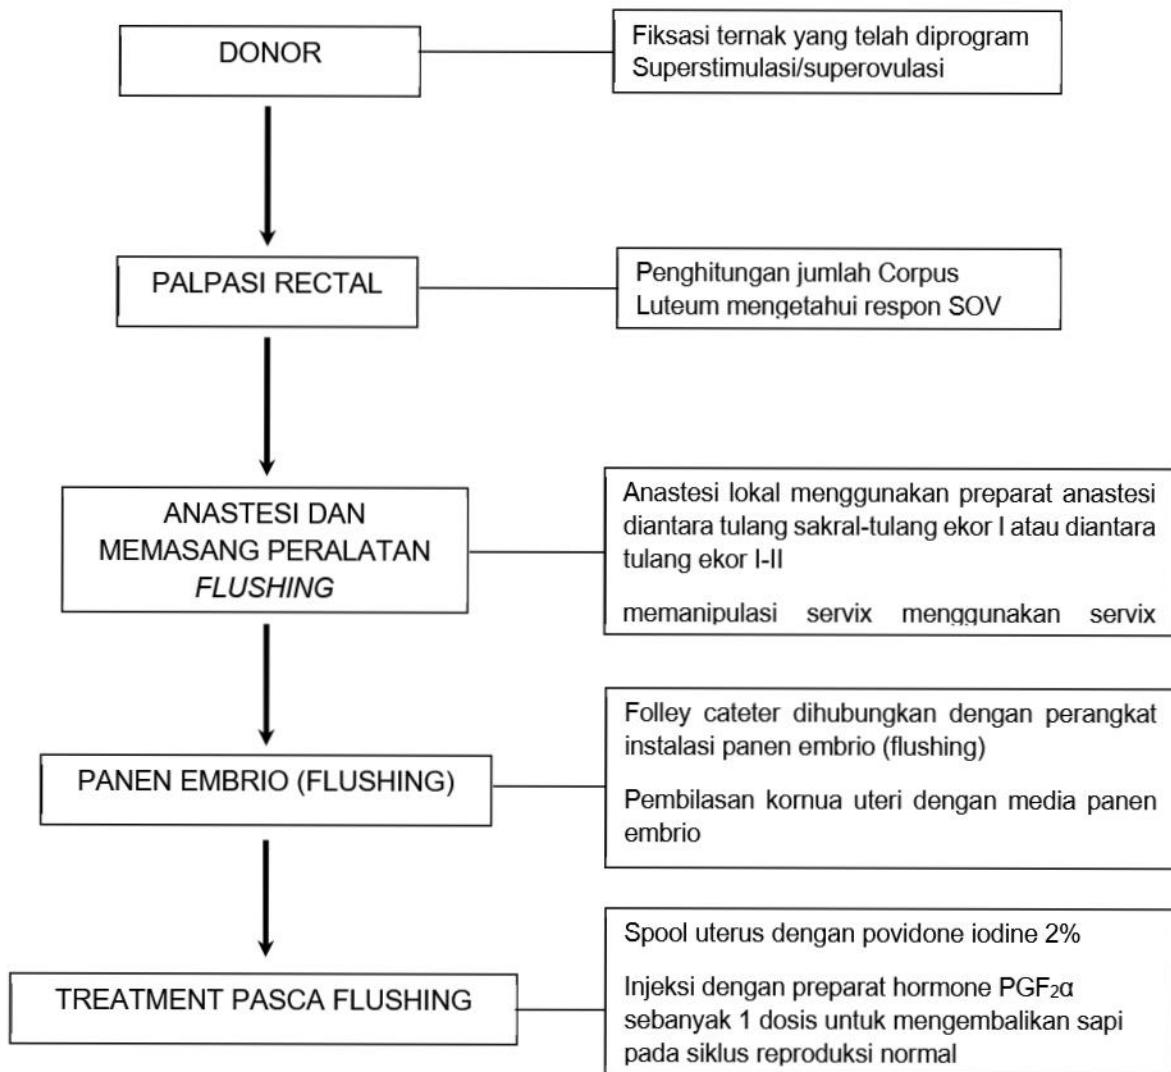 DONOR
Fiksasi ternak yang telah diprogram
Superstimulasi/superovulasi
PALPASI RECTAL
Penghitungan jumlah Corpus
Luteum mengetahui respon SOV
ANASTESI DAN
MEMASANG PERALATAN
FLUSHING
Anastesi lokal menggunakan preparat anastesi
diantara tulang sakral-tulang ekor I atau diantara
tulang ekor I-II
memanipulasi servix menggunakan servix
PANEN EMBRIO (FLUSHING)
Folley cateter dihubungkan dengan perangkat
instalasi panen embrio (flushing)
Pembilasan kornua uteri dengan media panen
embrio
TREATMENT PASCA FLUSHING
Spool uterus dengan povidone iodine 2%
Injeksi dengan preparat hormone PGF₂α
sebanyak 1 dosis untuk mengembalikan sapi
pada siklus reproduksi normal